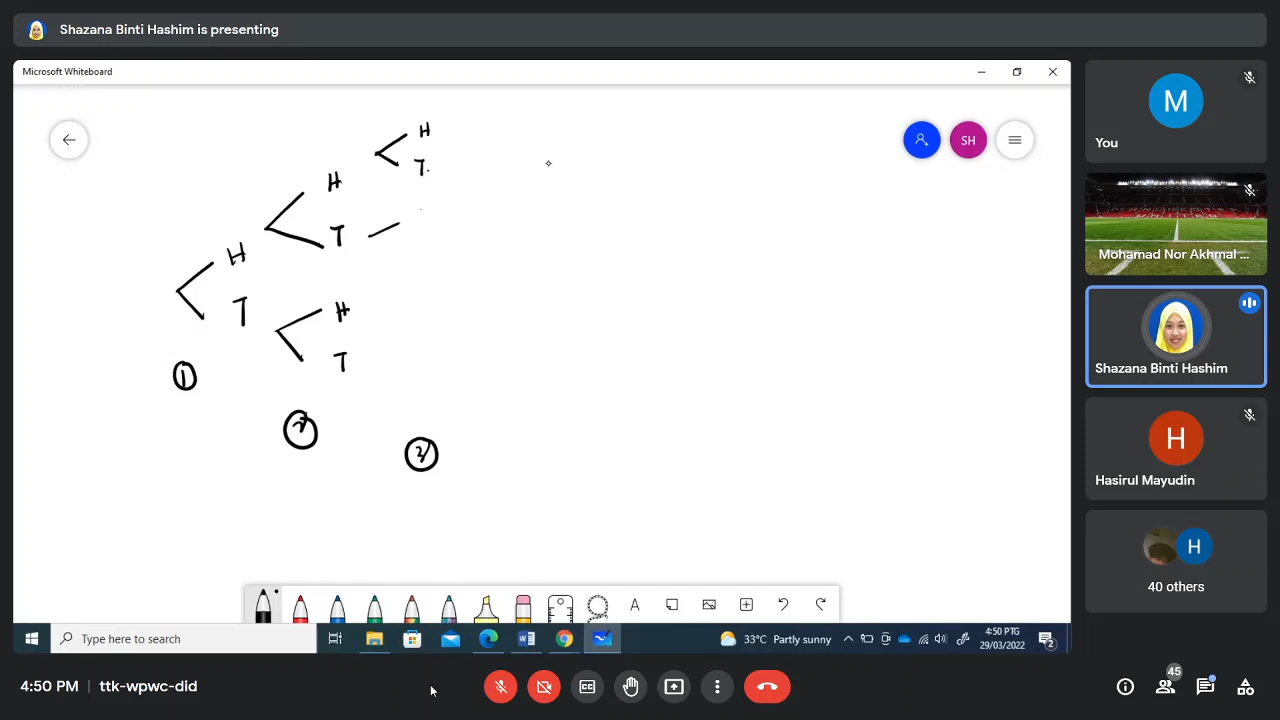 Shazana Binti Hashim is presenting
Microsoft Whiteboard
SH
H
T
H
T
H
T
H
T
1
2
3
M
You
Mohamad Nor Akhmal ...
Shazana Binti Hashim
H
Hasirul Mayudin
H
40 others
A
Type here to search
33°C Partly sunny
4:50 PTG
29/03/2022
2
4:50 PM | ttk-wpwc-did
45